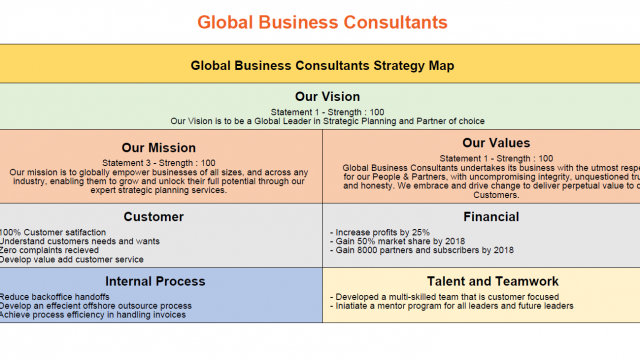 Global Business Consultants
Global Business Consultants Strategy Map
Our Vision
Statement 1 - Strength : 100
Our Vision is to be a Global Leader in Strategic Planning and Partner of choice
Our Mission
Statement 3 - Strength : 100
Our mission is to globally empower businesses of all sizes, and across any
industry, enabling them to grow and unlock their full potential through our
expert strategic planning services.
Our Values
Statement 1 - Strength : 100
Global Business Consultants undertakes its business with the utmost
for our People & Partners, with uncompromising integrity, unquestioned
and honesty. We embrace and drive change to deliver perpetual value to
Customers.
Customer
100% Customer satifaction
Understand customers needs and wants
Zero complaints recieved
Develop value add customer service
Financial
- Increase profits by 25%
- Gain 50% market share by 2018
- Gain 8000 partners and subscribers by 2018
Internal Process
Reduce backoffice handoffs
Develop an effecient offshore outsource process
Achieve process efficiency in handling invoices
Talent and Teamwork
- Developed a multi-skilled team that is customer focused
- Iniatiate a mentor program for all leaders and future leaders